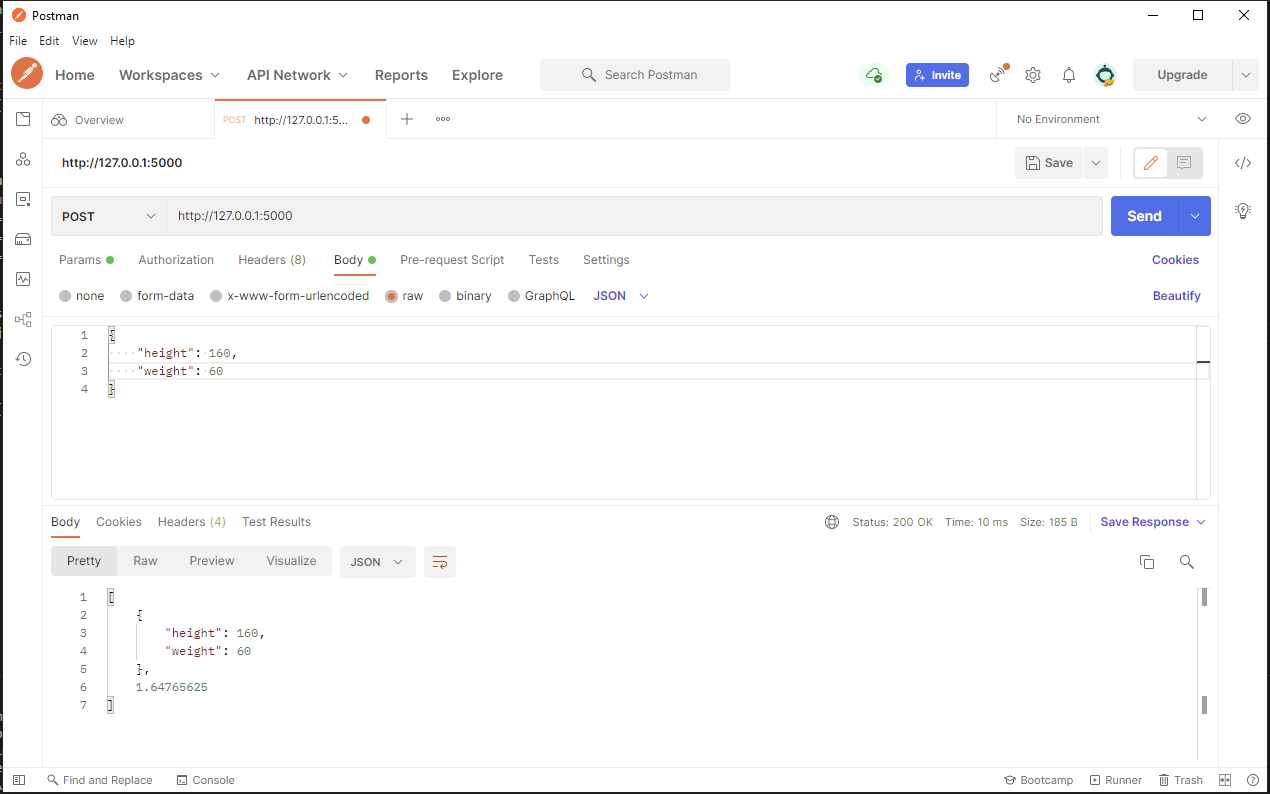 Postman
File Edit View Help
Home Workspaces API Network Reports Explore Search Postman Invite Upgrade
Overview POST http://127.0.0.1:5... No Environment
http://127.0.0.1:5000 Save
POST http://127.0.0.1:5000 Send
Params Authorization Headers (8) Body Pre-request Script Tests Settings Cookies
none form-data x-www-form-urlencoded raw binary GraphQL JSON Beautify
1 {
2 "height": 160,
3 "weight": 60
4 }
Body Cookies Headers (4) Test Results Status: 200 OK Time: 10 ms Size: 185 B Save Response
Pretty Raw Preview Visualize JSON
1 [
2 {
3 "height": 160,
4 "weight": 60
5 },
6 1.64765625
7 ]
Find and Replace Console Bootcamp Runner Trash